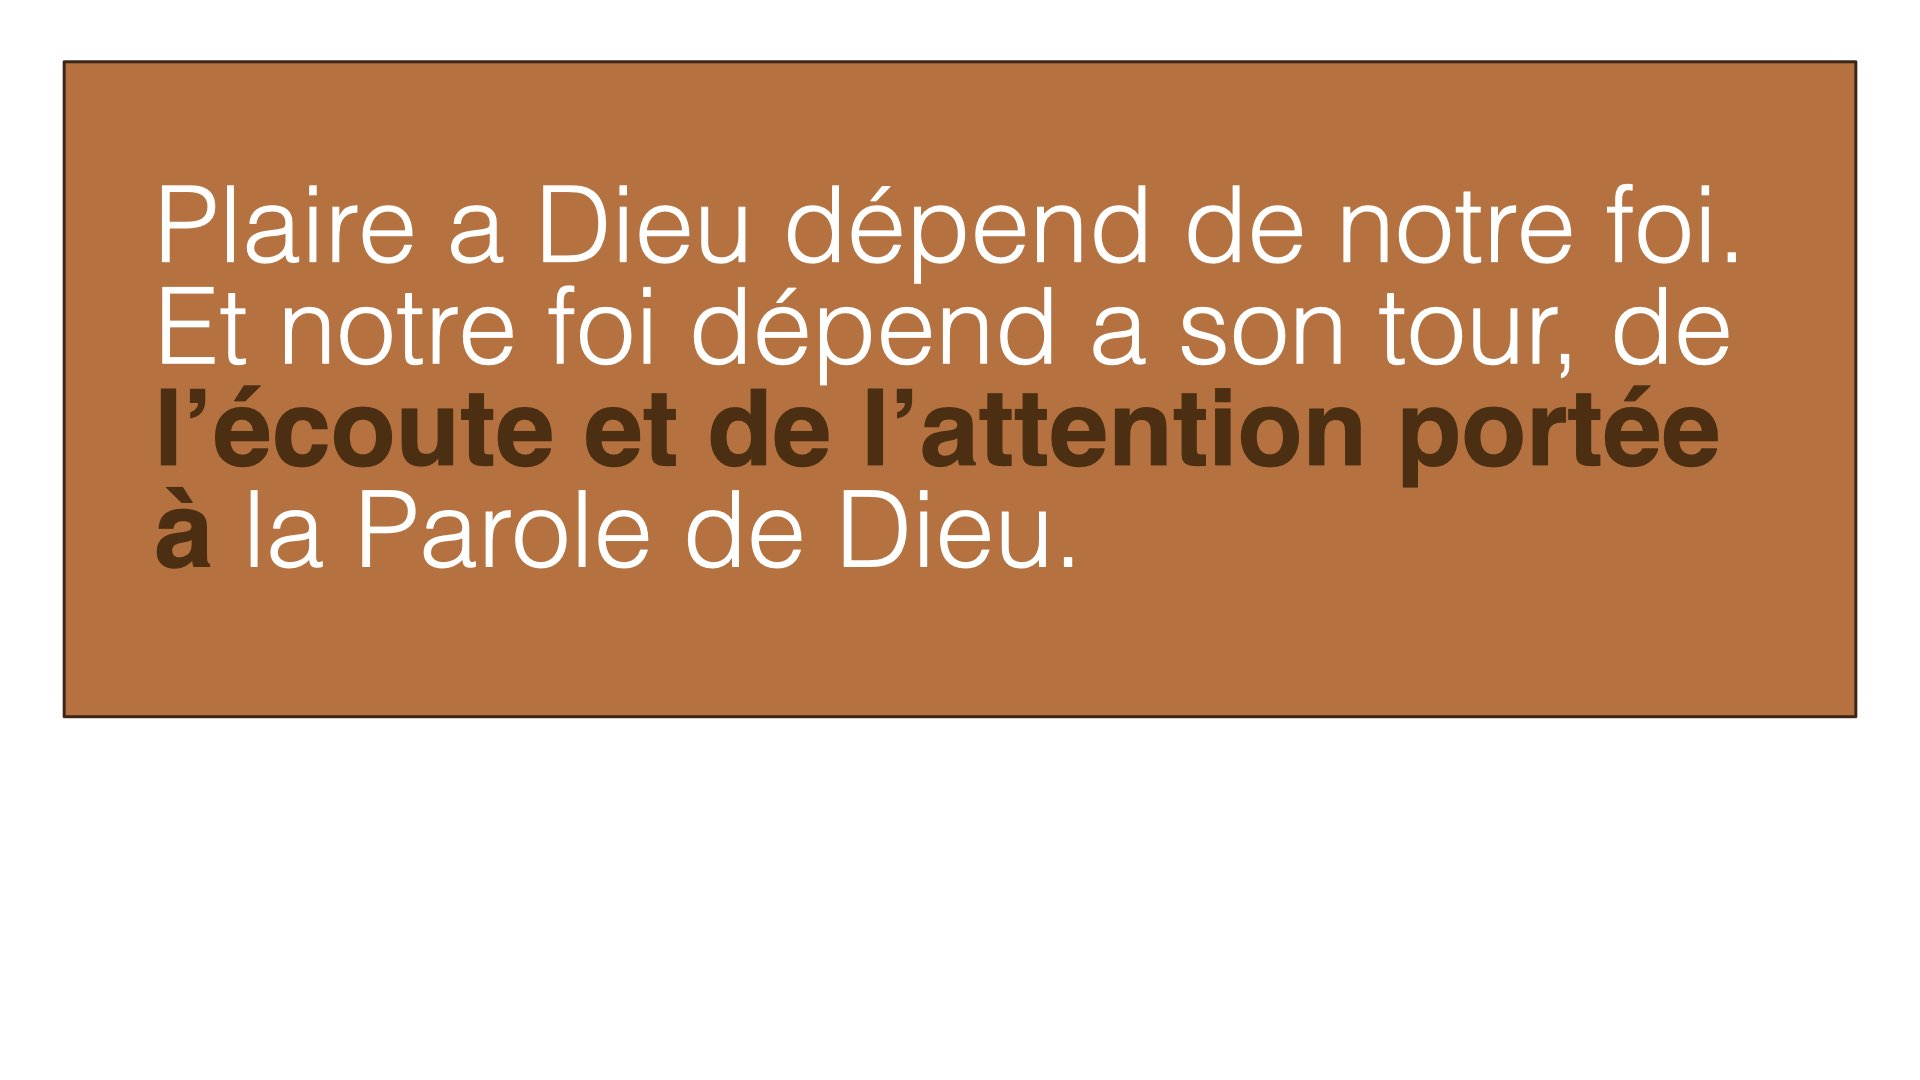 Plaire a Dieu dépend de notre foi.
Et notre foi dépend a son tour, de
l’écoute et de l’attention portée
à la Parole de Dieu.